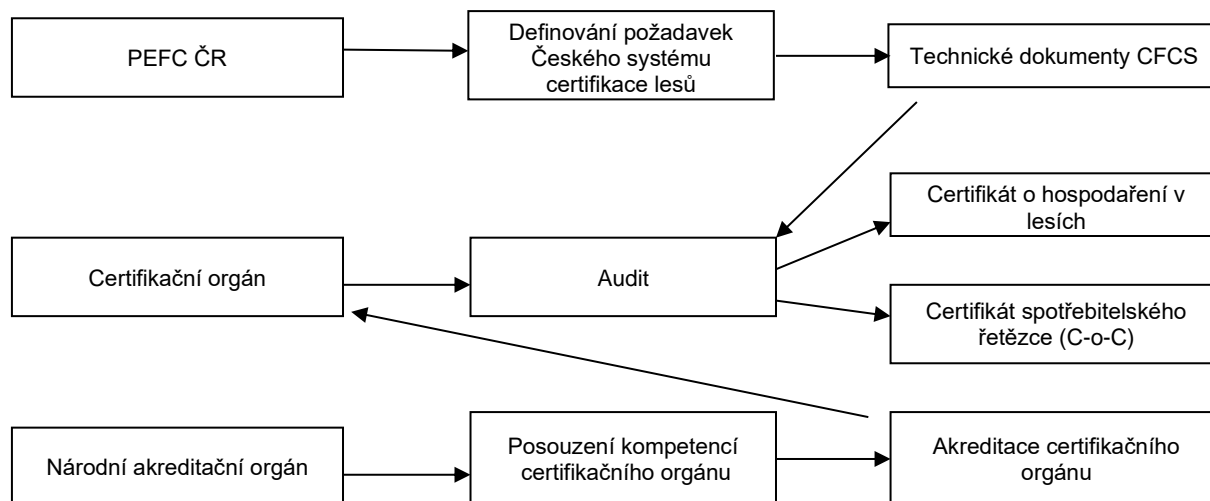 PEFC ČR
Definování požadavek
Českého systému
certifikace lesů
Technické dokumenty CFCS
Certifikát o hospodaření v
lesích
Certifikační orgán
Audit
Certifikát spotřebitelského
řetězce (C-o-C)
Národní akreditační orgán
Posouzení kompetencí
certifikačního orgánu
Akreditace certifikačního
orgánu